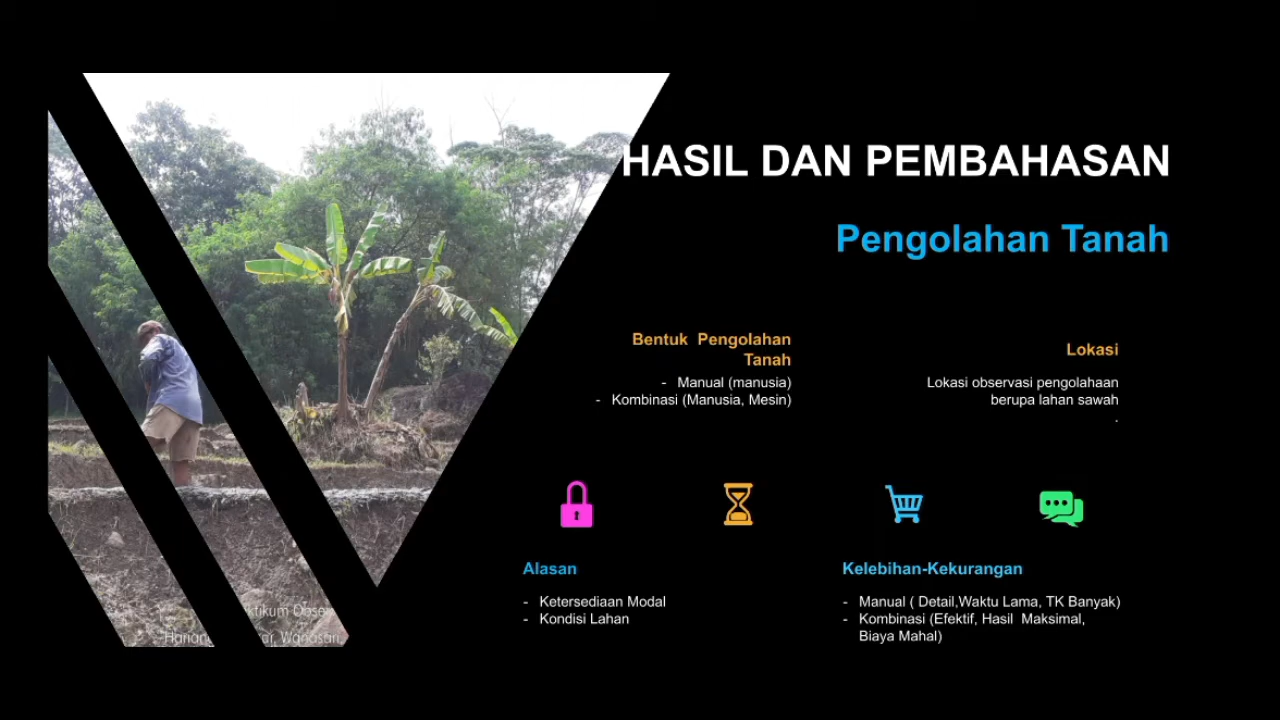 HASIL DAN PEMBAHASAN
Pengolahan Tanah
Bentuk Pengolahan
Tanah
- Manual (manusia)
- Kombinasi (Manusia, Mesin)
Lokasi
Lokasi observasi pengolahaan
berupa lahan sawah
.
Alasan
- Ketersediaan Modal
- Kondisi Lahan
Kelebihan-Kekurangan
- Manual ( Detail,Waktu Lama, TK Banyak)
- Kombinasi (Efektif, Hasil Maksimal,
Biaya Mahal)